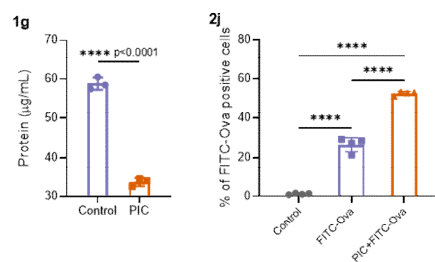 1g
**** p<0.0001
Protein (µg/mL)
70
60
50
40
30
Control
PIC
2j
****
****
****
% of FITC-Ova positive cells
80
60
40
20
0
Control
FITC-Ova
PIC+FITC-Ova